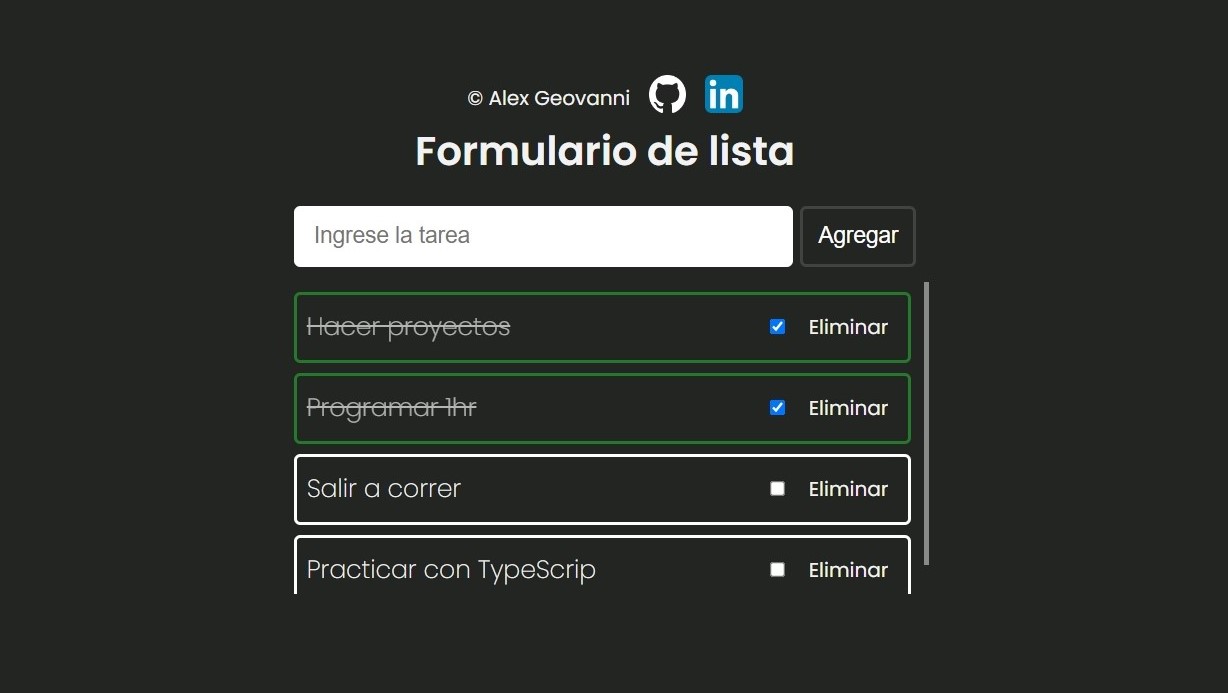 © Alex Geovanni in
Formulario de lista
Ingrese la tarea Agregar
Hacer proyectos Eliminar
Programar 1hr Eliminar
Salir a correr Eliminar
Practicar con TypeScrip Eliminar